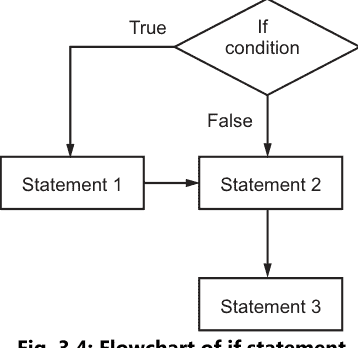 True
If
condition
False
Statement 1
Statement 2
Statement 3
Fig. 3.4: Flowchart of if statement